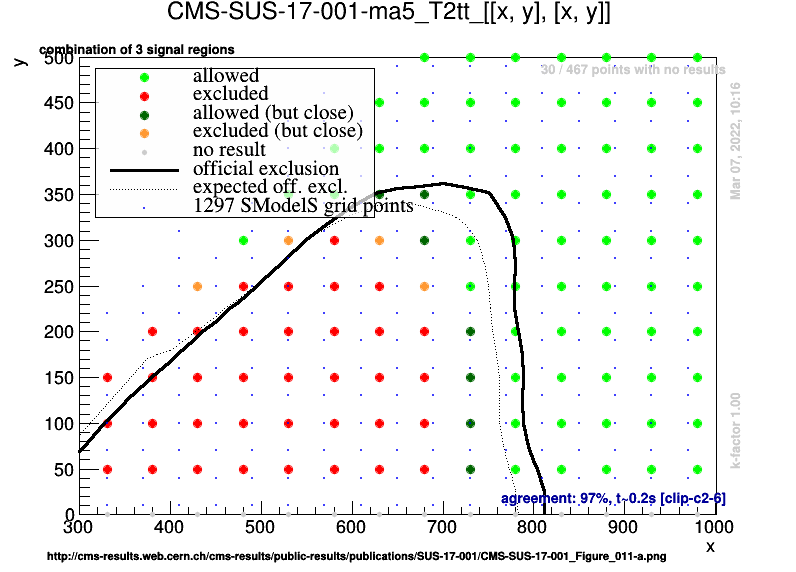 CMS-SUS-17-001-ma5_T2tt_[[x, y], [x, y]]
combination of 3 signal regions
y
30 / 467 points with no results
allowed
excluded
allowed (but close)
excluded (but close)
no result
official exclusion
expected off. excl.
1297 SModelS grid points
500
450
400
350
300
250
200
150
100
50
0
300 400 500 600 700 800 900 1000
x
Mar 07, 2022, 10:16
k-factor 1.00
agreement: 97%, t~0.2s [clip-c2-6]
http://cms-results.web.cern.ch/cms-results/public-results/publications/SUS-17-001/CMS-SUS-17-001_Figure_011-a.png